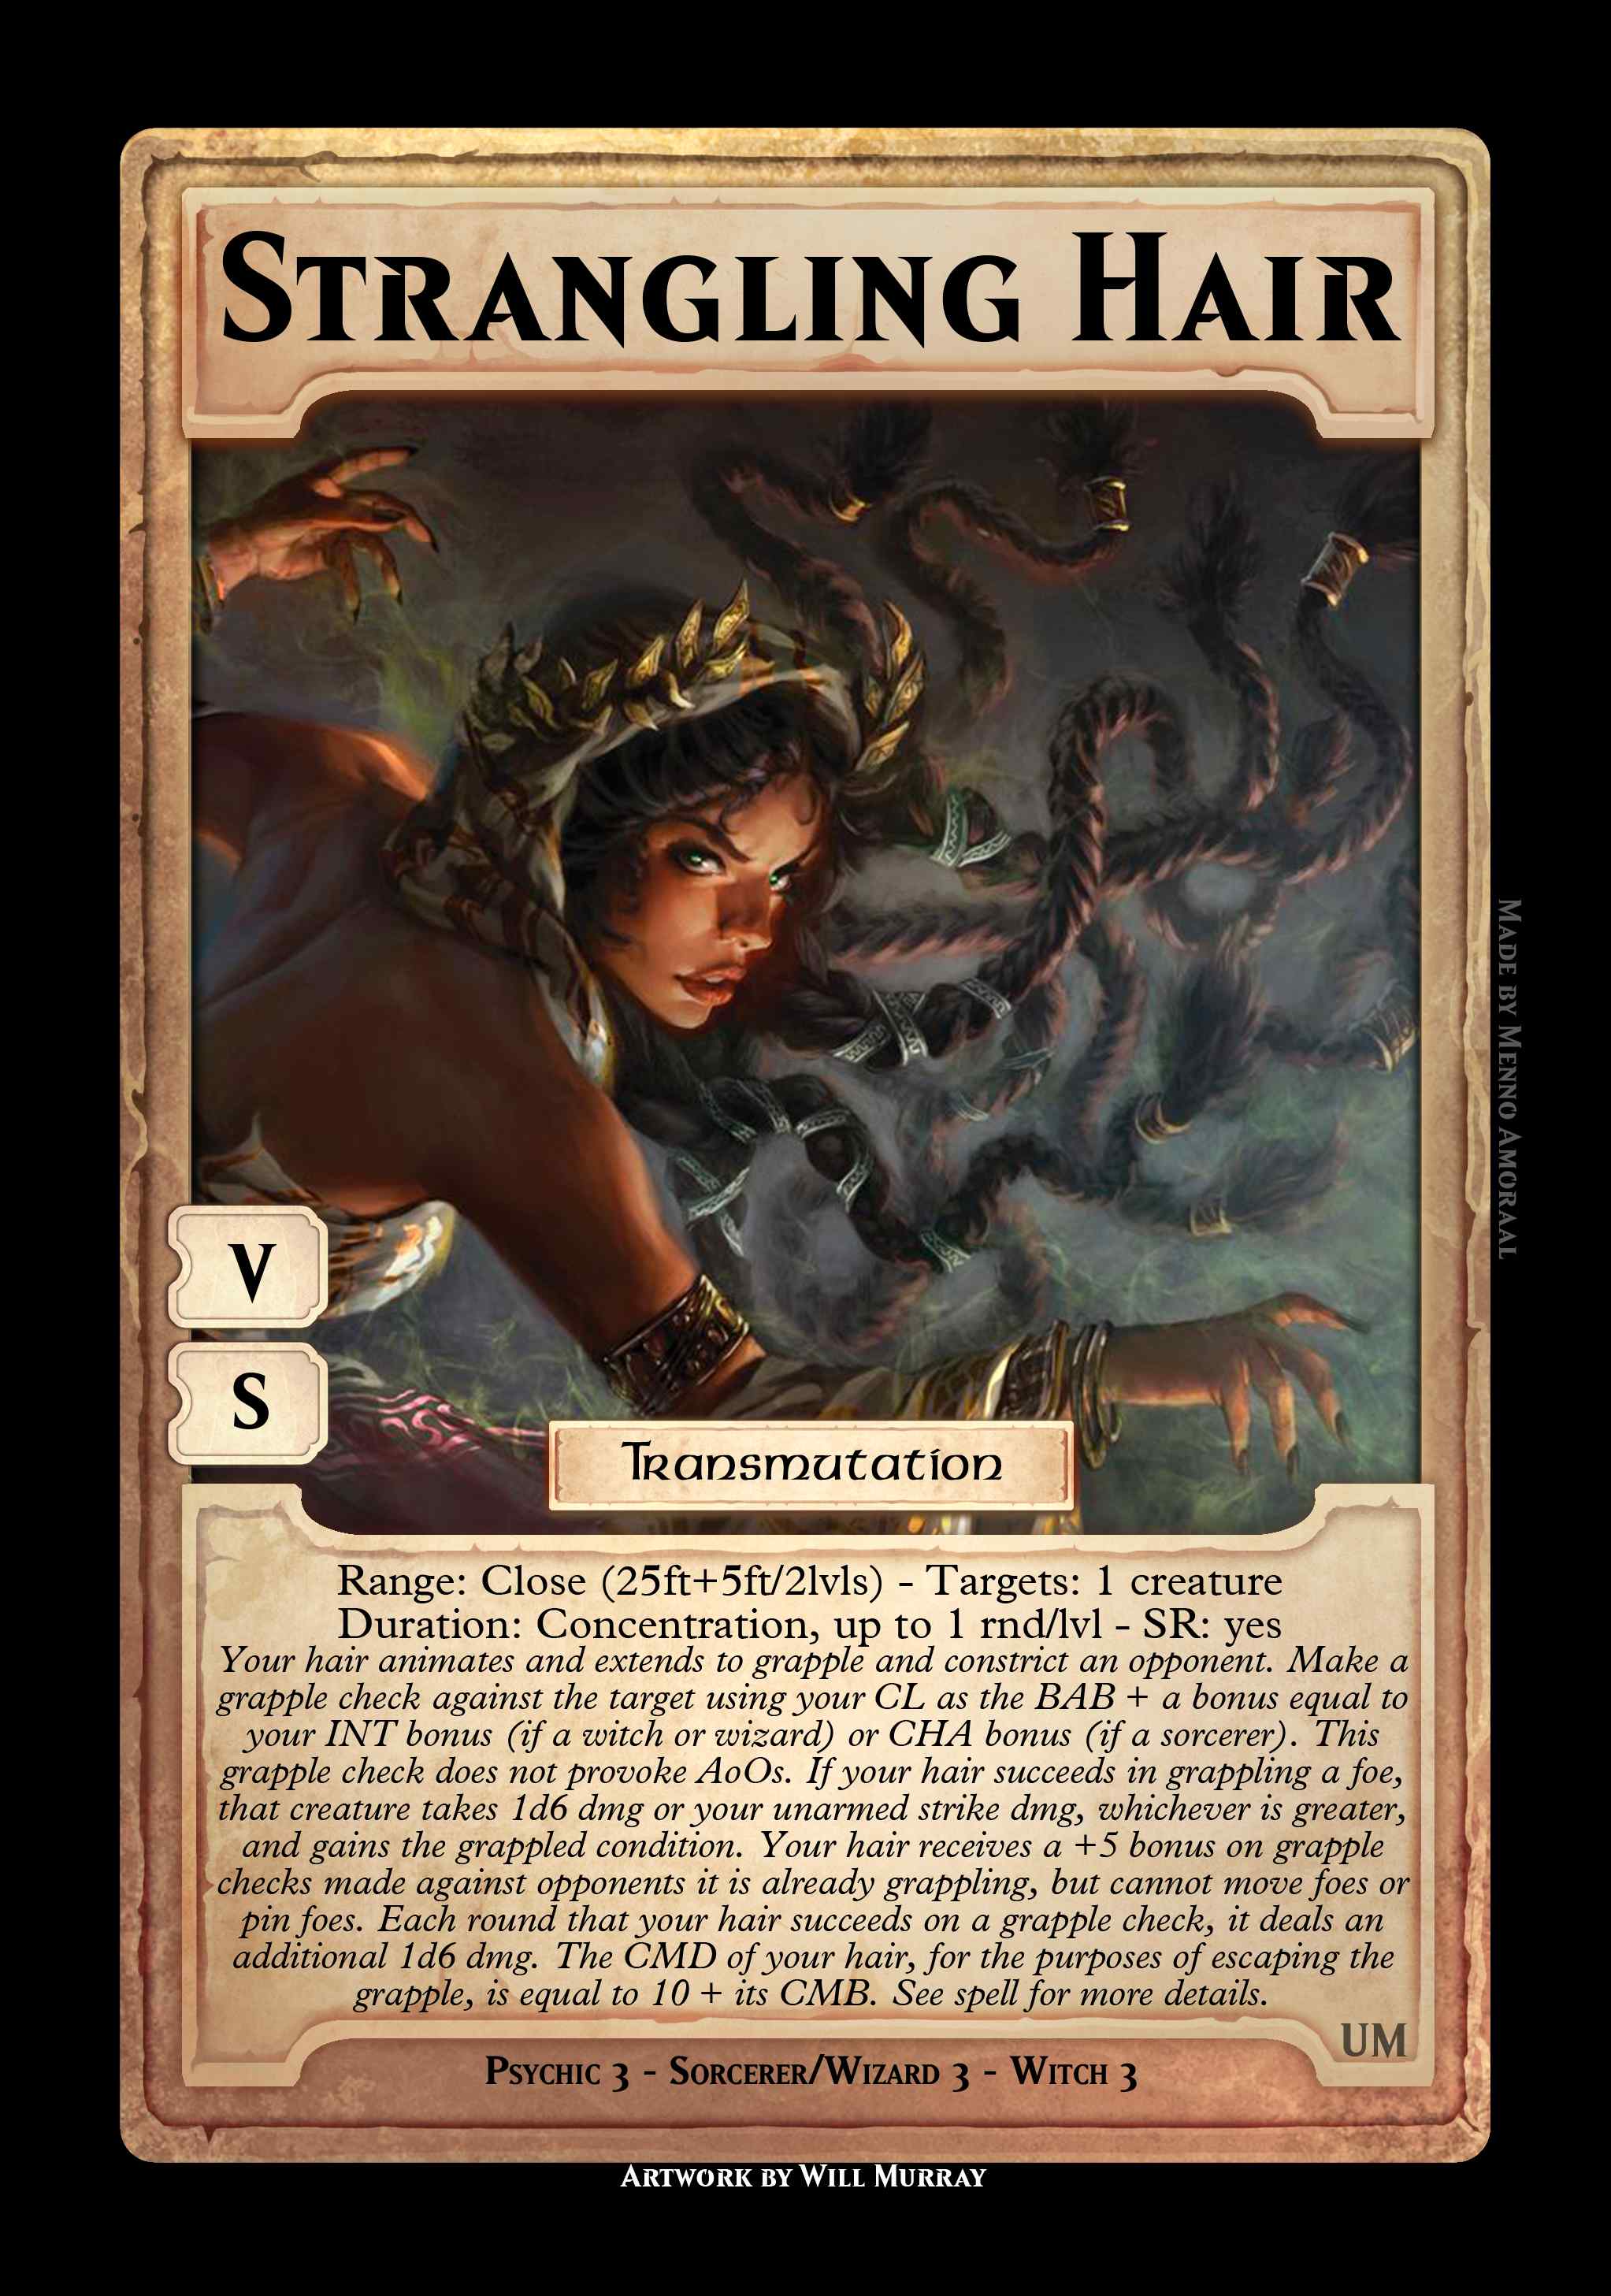 Strangling Hair
Made by Menno Amoraal
V
S
Transmutation
Range: Close (25ft+5ft/2lvls) - Targets: 1 creature
Duration: Concentration, up to 1 rnd/lvl - SR: yes
Your hair animates and extends to grapple and constrict an opponent. Make a
grapple check against the target using your CL as the BAB + a bonus equal to
your INT bonus (if a witch or wizard) or CHA bonus (if a sorcerer). This
grapple check does not provoke AoOs. If your hair succeeds in grappling a foe,
that creature takes 1d6 dmg or your unarmed strike dmg, whichever is greater,
and gains the grappled condition. Your hair receives a +5 bonus on grapple
checks made against opponents it is already grappling, but cannot move foes or
pin foes. Each round that your hair succeeds on a grapple check, it deals an
additional 1d6 dmg. The CMD of your hair, for the purposes of escaping the
grapple, is equal to 10 + its CMB. See spell for more details.
UM
Psychic 3 - Sorcerer/Wizard 3 - Witch 3
Artwork by Will Murray